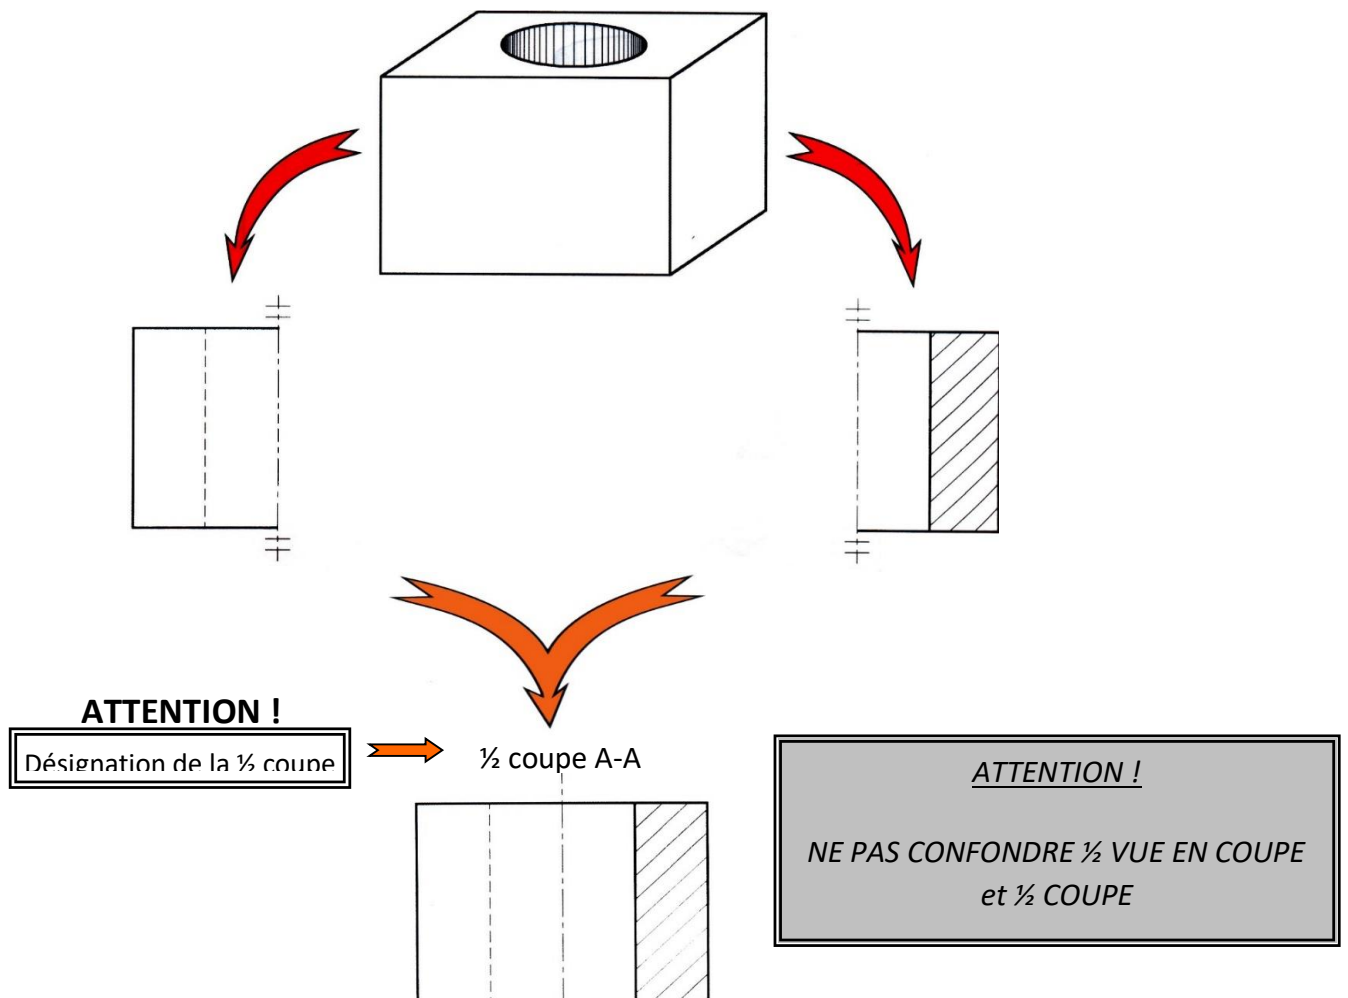 ATTENTION !
Désignation de la ½ coupe
½ coupe A-A
ATTENTION !
NE PAS CONFONDRE ½ VUE EN COUPE
et ½ COUPE